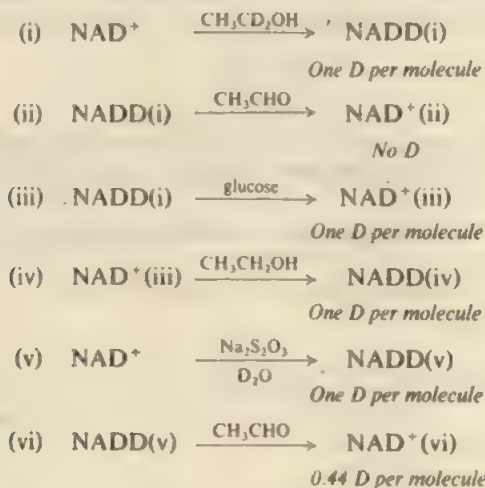 CH₃CD₂OH
(i) NAD⁺ → NADD(i)
One D per molecule
CH₃CHO
(ii) NADD(i) → NAD⁺(ii)
No D
glucose
(iii) NADD(i) → NAD⁺(iii)
One D per molecule
CH₃CH₂OH
(iv) NAD⁺(iii) → NADD(iv)
One D per molecule
Na₂S₂O₃
(v) NAD⁺ → NADD(v)
D₂O
One D per molecule
CH₃CHO
(vi) NADD(v) → NAD⁺(vi)
0.44 D per molecule